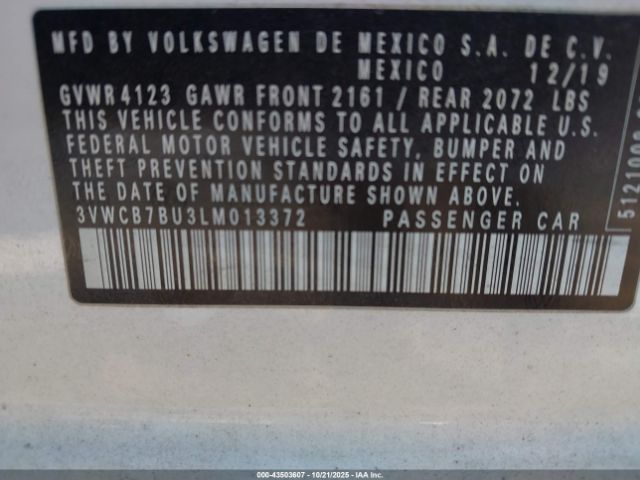 MFD BY VOLKSWAGEN DE MEXICO S.A. DE C.V.
MEXICO 12/19
GVWR 4123 GAWR FRONT 2161 / REAR 2072 LBS
THIS VEHICLE CONFORMS TO ALL APPLICABLE U.S.
FEDERAL MOTOR VEHICLE SAFETY, BUMPER AND
THEFT PREVENTION STANDARDS IN EFFECT ON
THE DATE OF MANUFACTURE SHOWN ABOVE.
3VWCB7BU3LM013372 PASSENGER CAR
000-43503607 - 10/21/2025 - IAAI.COM